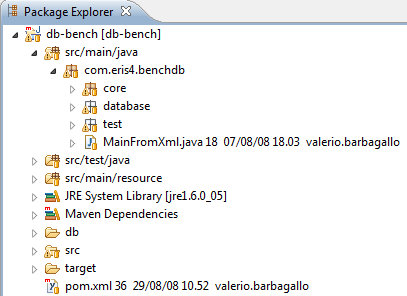 Package Explorer
db-bench [db-bench]
src/main/java
com.eris4.benchdb
core
database
test
MainFromXml.java 18 07/08/08 18.03 valerio.barbagallo
src/test/java
src/main/resource
JRE System Library [jre1.6.0_05]
Maven Dependencies
db
src
target
pom.xml 36 29/08/08 10.52 valerio.barbagallo